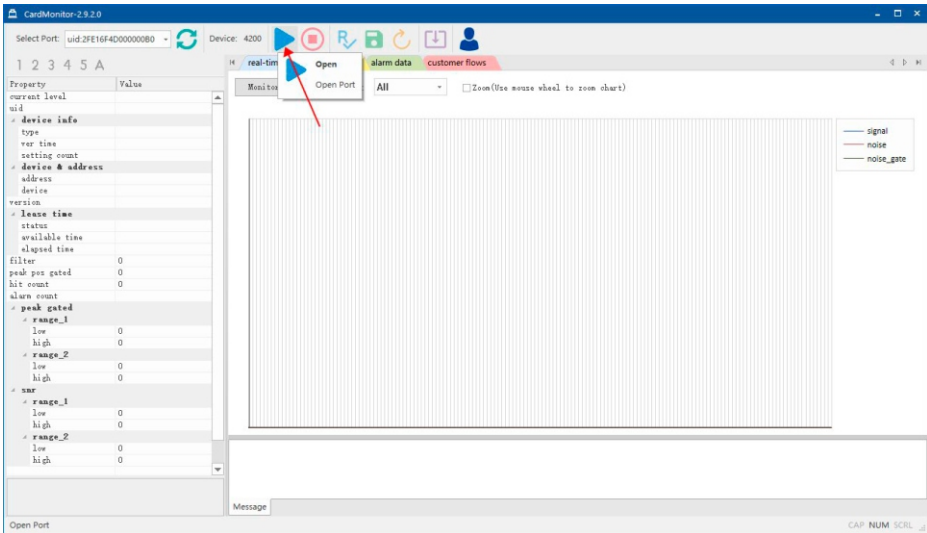 CardMonitor-2.9.2.0
Select Port: uid:2FE16F4D000000B0 Device: 4200
1 2 3 4 5 A
Property Value
current level
uid
device info
type
ver time
setting count
device & address
address
device
version
lease time
status
available time
elapsed time
filter 0
peak pos gated 0
hit count 0
alarm count
peak gated
range_1
low 0
high 0
range_2
low 0
high 0
snr
range_1
low 0
high 0
range_2
low 0
high 0
real-tim alarm data customer flows
Open
Open Port
Monitor All Zoom(Use mouse wheel to zoom chart)
signal
noise
noise_gate
Message
Open Port CAP NUM SCRL